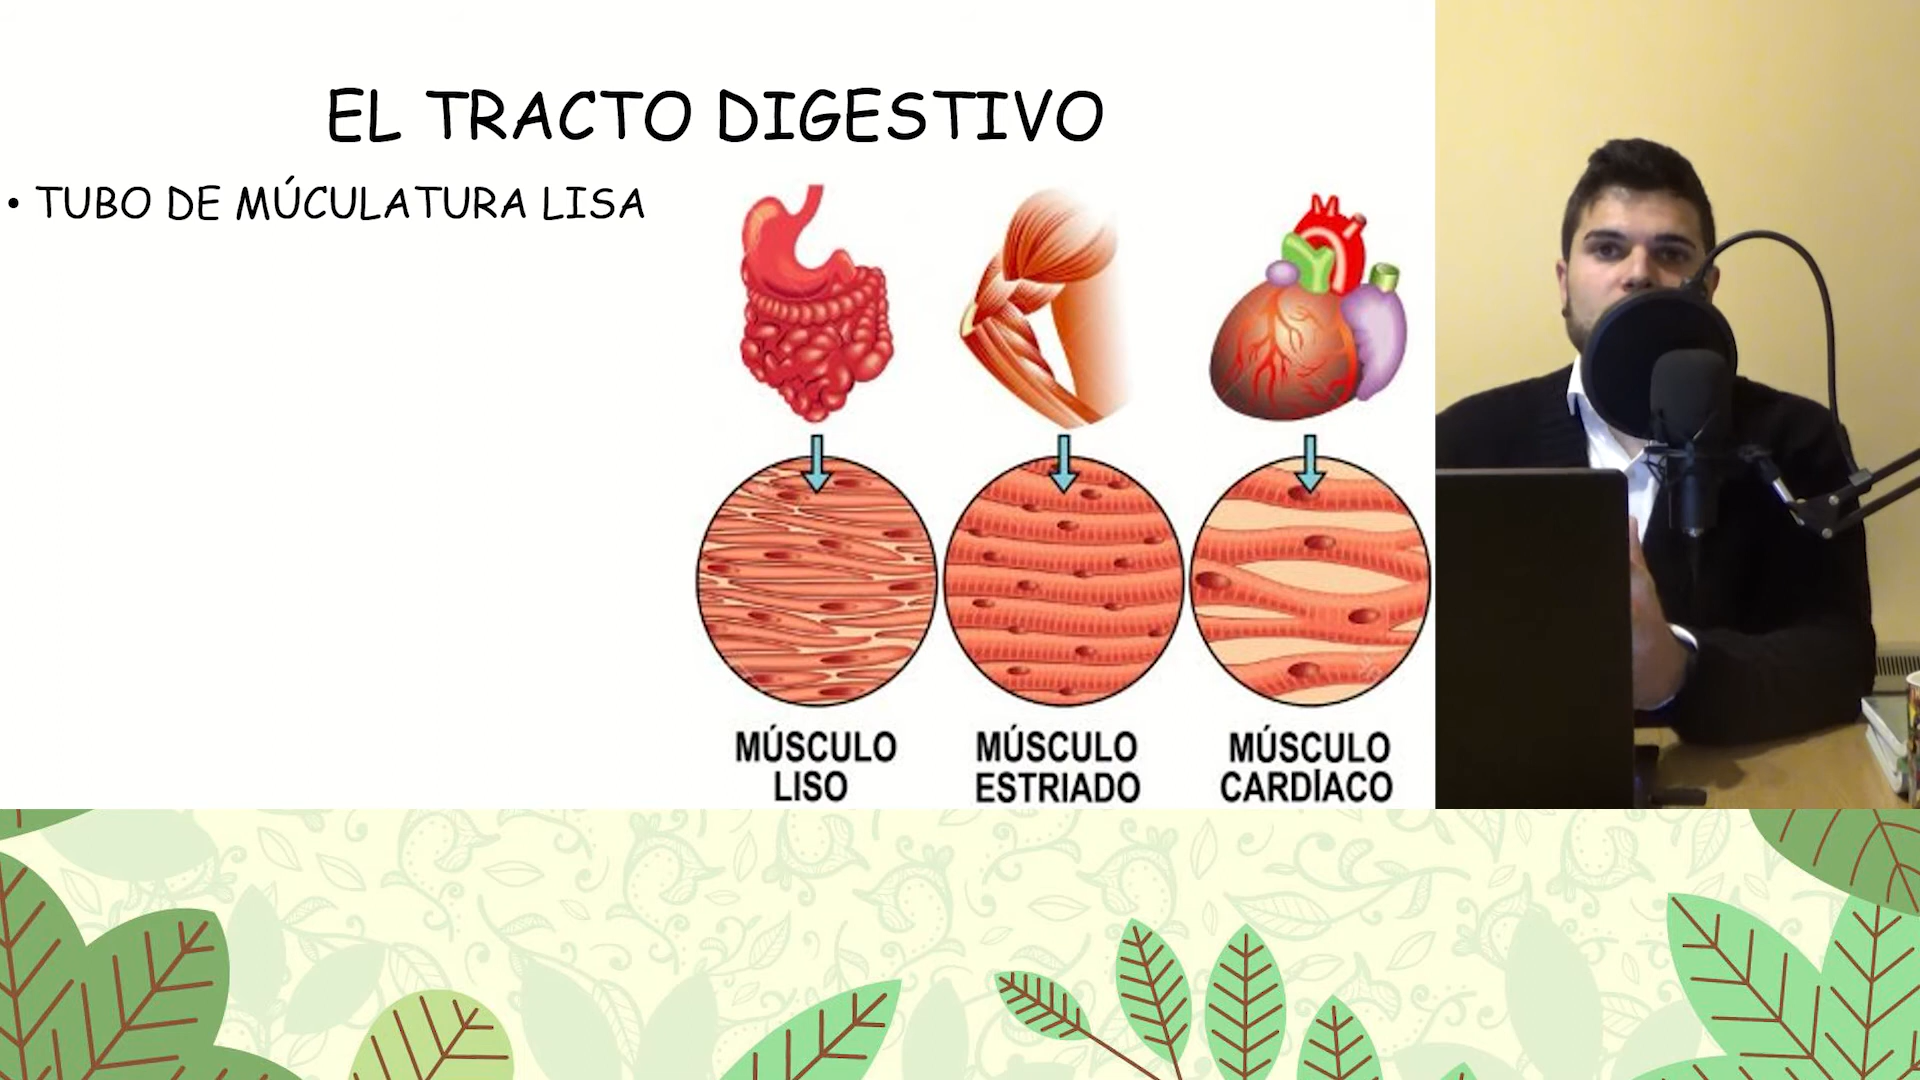 EL TRACTO DIGESTIVO
• TUBO DE MÚCULATURA LISA
MÚSCULO
LISO
MÚSCULO
ESTRIADO
MÚSCULO
CARDÍACO